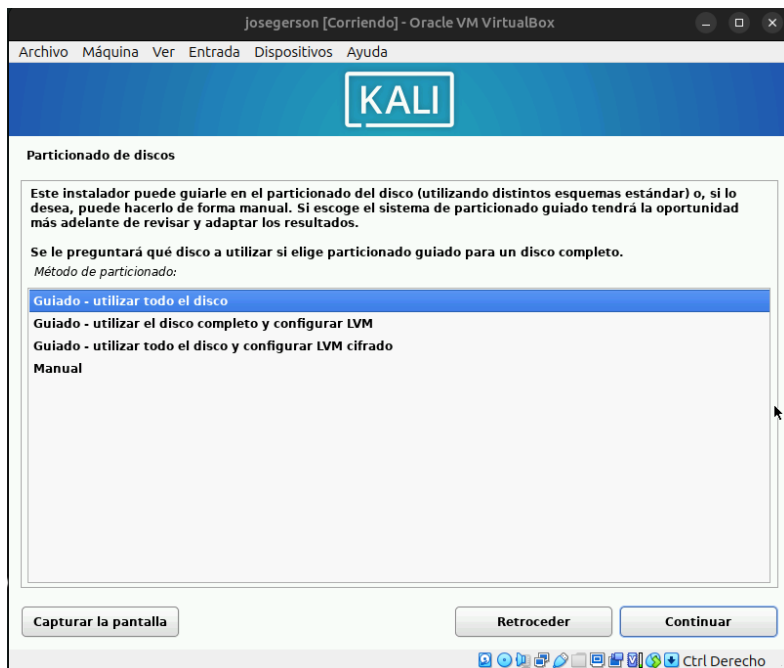 josegerson [Corriendo] - Oracle VM VirtualBox
Archivo Máquina Ver Entrada Dispositivos Ayuda
KALI
Particionado de discos
Este instalador puede guiarle en el particionado del disco (utilizando distintos esquemas estándar) o, si lo
desea, puede hacerlo de forma manual. Si escoge el sistema de particionado guiado tendrá la oportunidad
más adelante de revisar y adaptar los resultados.
Se le preguntará qué disco a utilizar si elige particionado guiado para un disco completo.
Método de particionado:
Guiado - utilizar todo el disco
Guiado - utilizar el disco completo y configurar LVM
Guiado - utilizar todo el disco y configurar LVM cifrado
Manual
Capturar la pantalla
Retroceder
Continuar
Ctrl Derecho